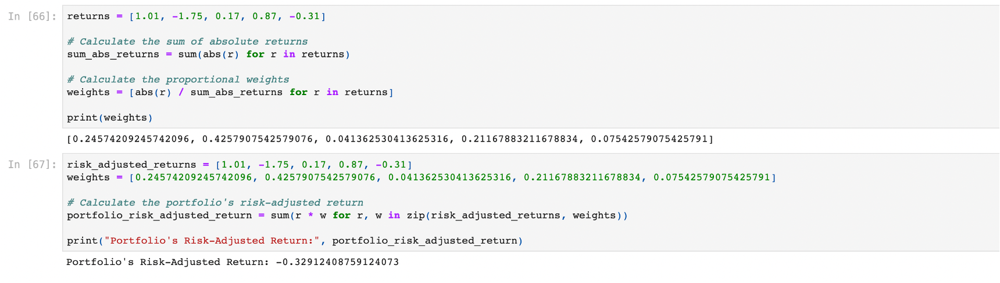 In [66]: returns = [1.01, -1.75, 0.17, 0.87, -0.31]
# Calculate the sum of absolute returns
sum_abs_returns = sum(abs(r) for r in returns)
# Calculate the proportional weights
weights = [abs(r) / sum_abs_returns for r in returns]
print(weights)
[0.24574209245742096, 0.4257907542579076, 0.041362530413625316, 0.21167883211678834, 0.07542579075425791]
In [67]: risk_adjusted_returns = [1.01, -1.75, 0.17, 0.87, -0.31]
weights = [0.24574209245742096, 0.4257907542579076, 0.041362530413625316, 0.21167883211678834, 0.07542579075425791]
# Calculate the portfolio's risk-adjusted return
portfolio_risk_adjusted_return = sum(r * w for r, w in zip(risk_adjusted_returns, weights))
print("Portfolio's Risk-Adjusted Return:", portfolio_risk_adjusted_return)
Portfolio's Risk-Adjusted Return: -0.32912408759124073